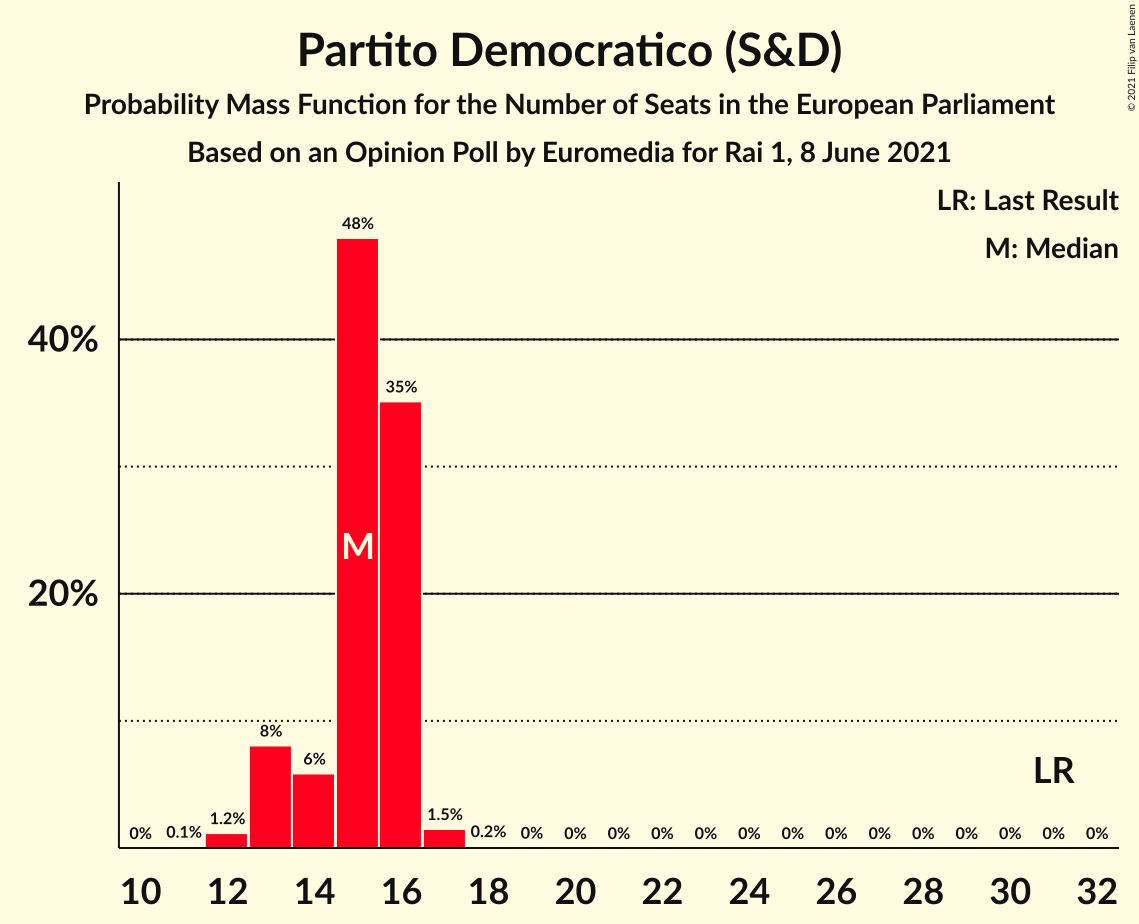 Partito Democratico (S&D)
Probability Mass Function for the Number of Seats in the European Parliament
Based on an Opinion Poll by Euromedia for Rai 1, 8 June 2021
© 2021 Filip van Laenen
LR: Last Result
M: Median
48%
40%
35%
M
20%
8%
6%
LR
0% 0.1% 1.2% 1.5% 0.2% 0% 0% 0% 0% 0% 0% 0% 0% 0% 0% 0% 0% 0% 0%
10 12 14 16 18 20 22 24 26 28 30 32